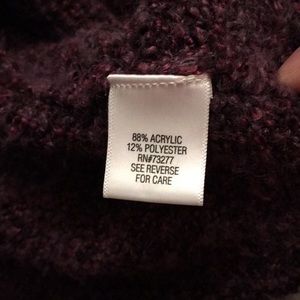 88% ACRYLIC
12% POLYESTER
RN#73277
SEE REVERSE
FOR CARE